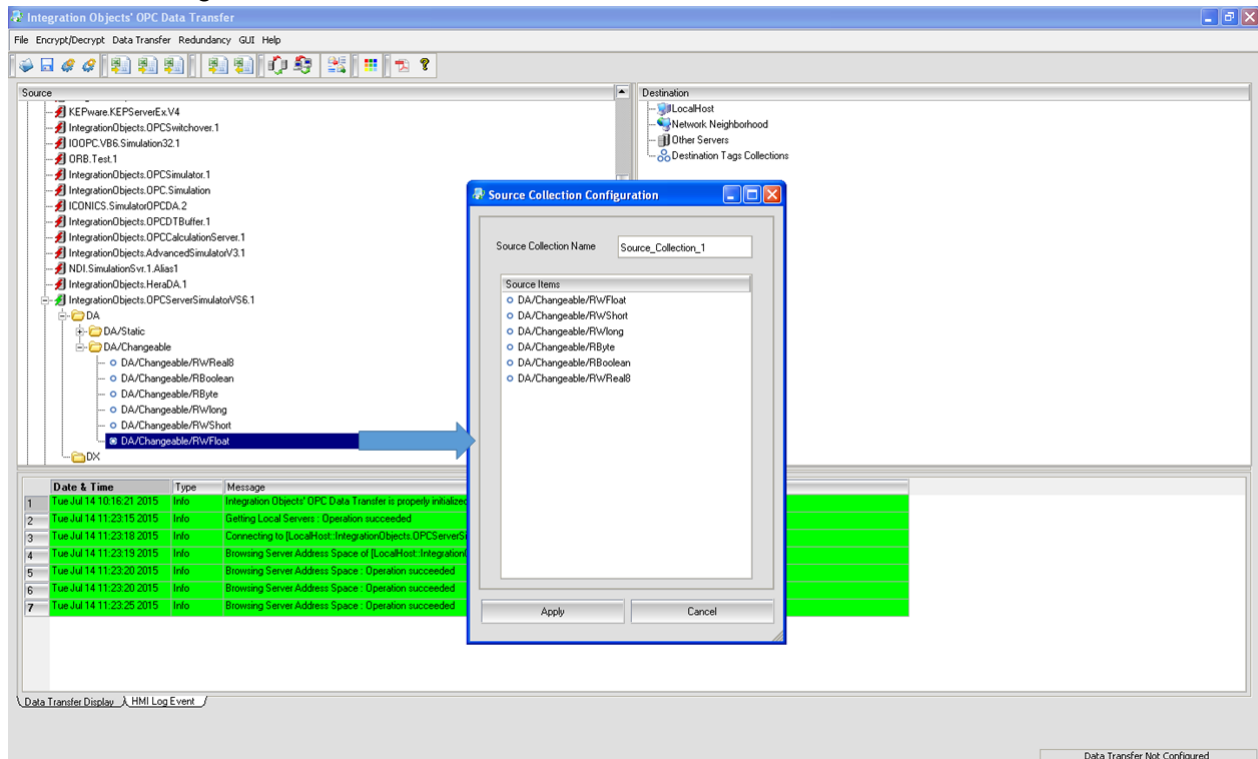 Integration Objects' OPC Data Transfer
File Encrypt/Decrypt Data Transfer Redundancy GUI Help
Source
KEPware.KEPServerEx.V4
IntegrationObjects.OPCSwitchover.1
IOOPC.VB6.Simulation32.1
ORB.Test.1
IntegrationObjects.OPCSimulator.1
IntegrationObjects.OPC.Simulation
ICONICS.SimulatorOPCDA.2
IntegrationObjects.OPCDTBuffer.1
IntegrationObjects.OPCCalculationServer.1
IntegrationObjects.AdvancedSimulatorV3.1
NDI.SimulationSvr.1.Alias1
IntegrationObjects.HeraDA.1
IntegrationObjects.OPCServerSimulatorVS6.1
DA
DA/Static
DA/Changeable
DA/Changeable/RWReal8
DA/Changeable/RBoolean
DA/Changeable/RByte
DA/Changeable/RWlong
DA/Changeable/RWShort
DA/Changeable/RWFloat
DX
Destination
LocalHost
Network Neighborhood
Other Servers
Destination Tags Collections
Source Collection Configuration
Source Collection Name Source_Collection_1
Source Items
DA/Changeable/RWFloat
DA/Changeable/RWShort
DA/Changeable/RWlong
DA/Changeable/RByte
DA/Changeable/RBoolean
DA/Changeable/RWReal8
Apply Cancel
Date & Time Type Message
1 Tue Jul 14 10:16:21 2015 Info Integration Objects' OPC Data Transfer is properly initialized
2 Tue Jul 14 11:23:15 2015 Info Getting Local Servers : Operation succeeded
3 Tue Jul 14 11:23:18 2015 Info Connecting to [LocalHost::IntegrationObjects.OPCServerSi
4 Tue Jul 14 11:23:19 2015 Info Browsing Server Address Space of [LocalHost::Integration
5 Tue Jul 14 11:23:20 2015 Info Browsing Server Address Space : Operation succeeded
6 Tue Jul 14 11:23:20 2015 Info Browsing Server Address Space : Operation succeeded
7 Tue Jul 14 11:23:25 2015 Info Browsing Server Address Space : Operation succeeded
Data Transfer Display HMI Log Event
Data Transfer Not Configured